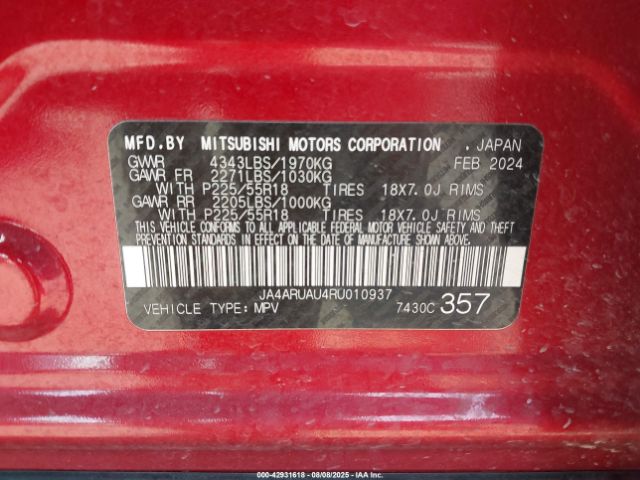 MFD.BY MITSUBISHI MOTORS CORPORATION . JAPAN
GVWR 4343LBS/1970KG FEB 2024
GAWR FR 2271LBS/1030KG
WITH P225/55R18 TIRES 18X7.0J RIMS
GAWR RR 2205LBS/1000KG
WITH P225/55R18 TIRES 18X7.0J RIMS
THIS VEHICLE CONFORMS TO ALL APPLICABLE FEDERAL MOTOR VEHICLE SAFETY AND THEFT
PREVENTION STANDARDS IN EFFECT ON THE DATE OF MANUFACTURE SHOWN ABOVE.
JA4ARUAU4RU010937
VEHICLE TYPE: MPV 7430C 357
000-42931618 - 08/08/2025 - IAAI.com